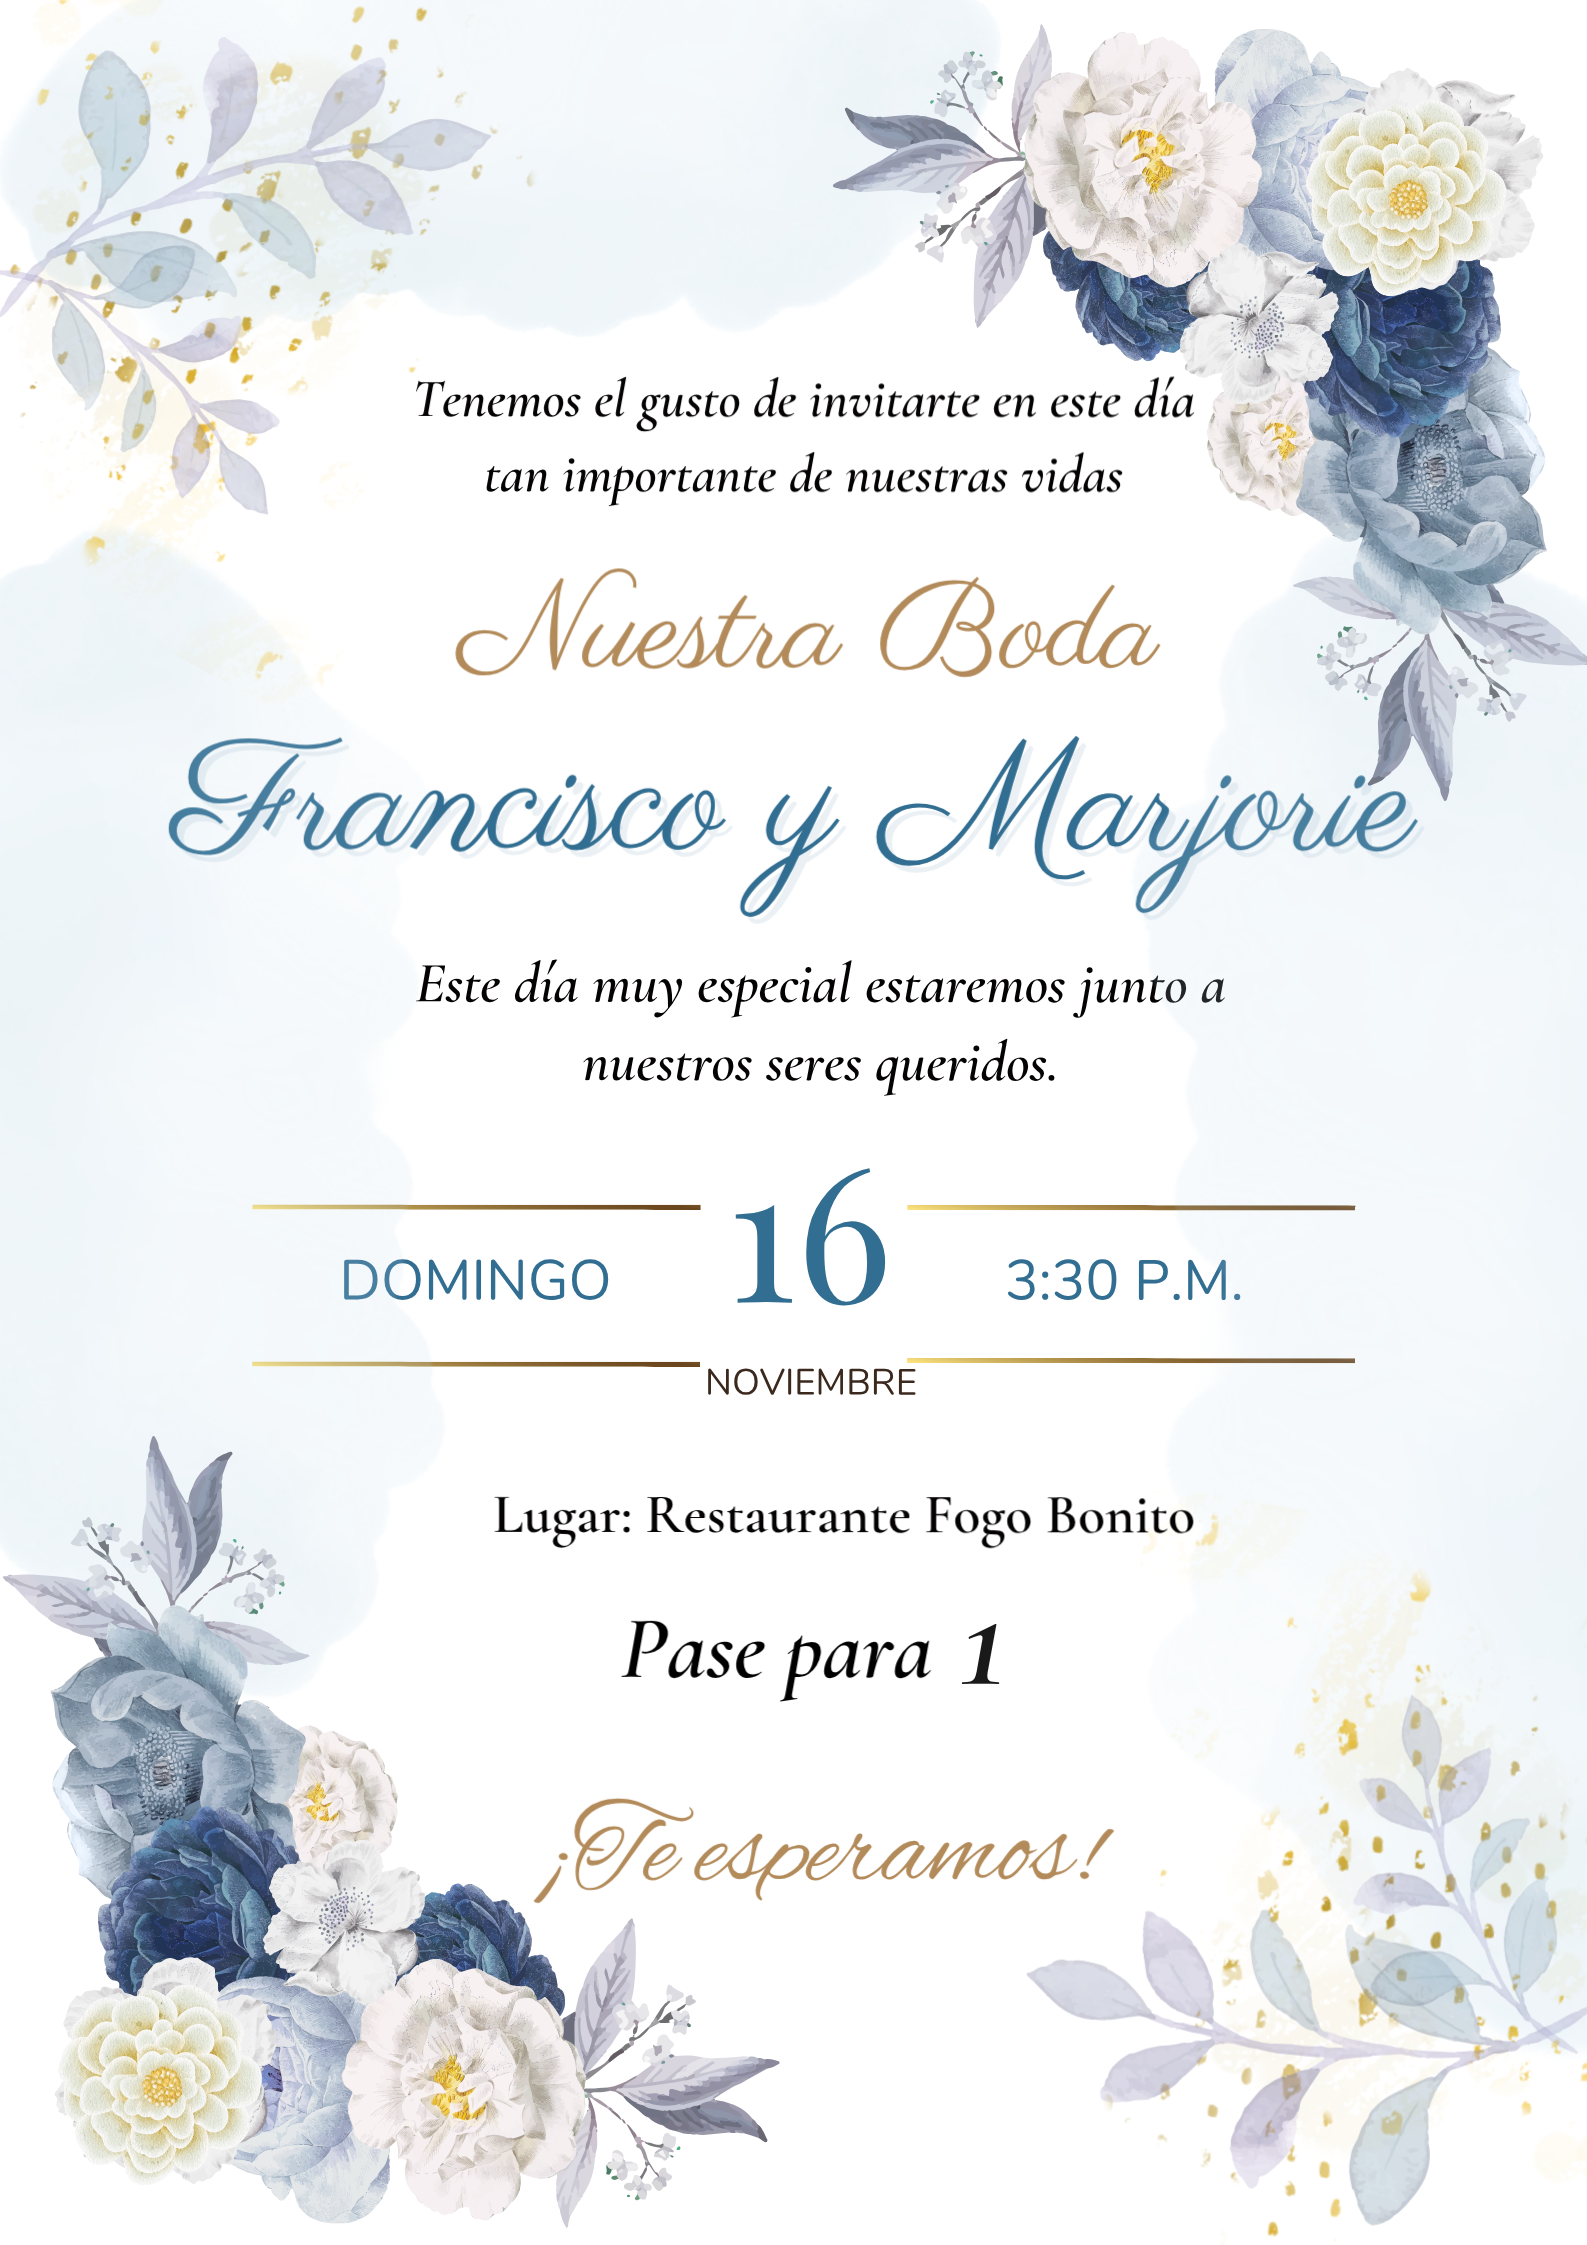 Tenemos el gusto de invitarte en este día
tan importante de nuestras vidas
Nuestra Boda
Francisco y Marjorie
Este día muy especial estaremos junto a
nuestros seres queridos.
DOMINGO 16 3:30 P.M.
NOVIEMBRE
Lugar: Restaurante Fogo Bonito
Pase para 1
¡Te esperamos!